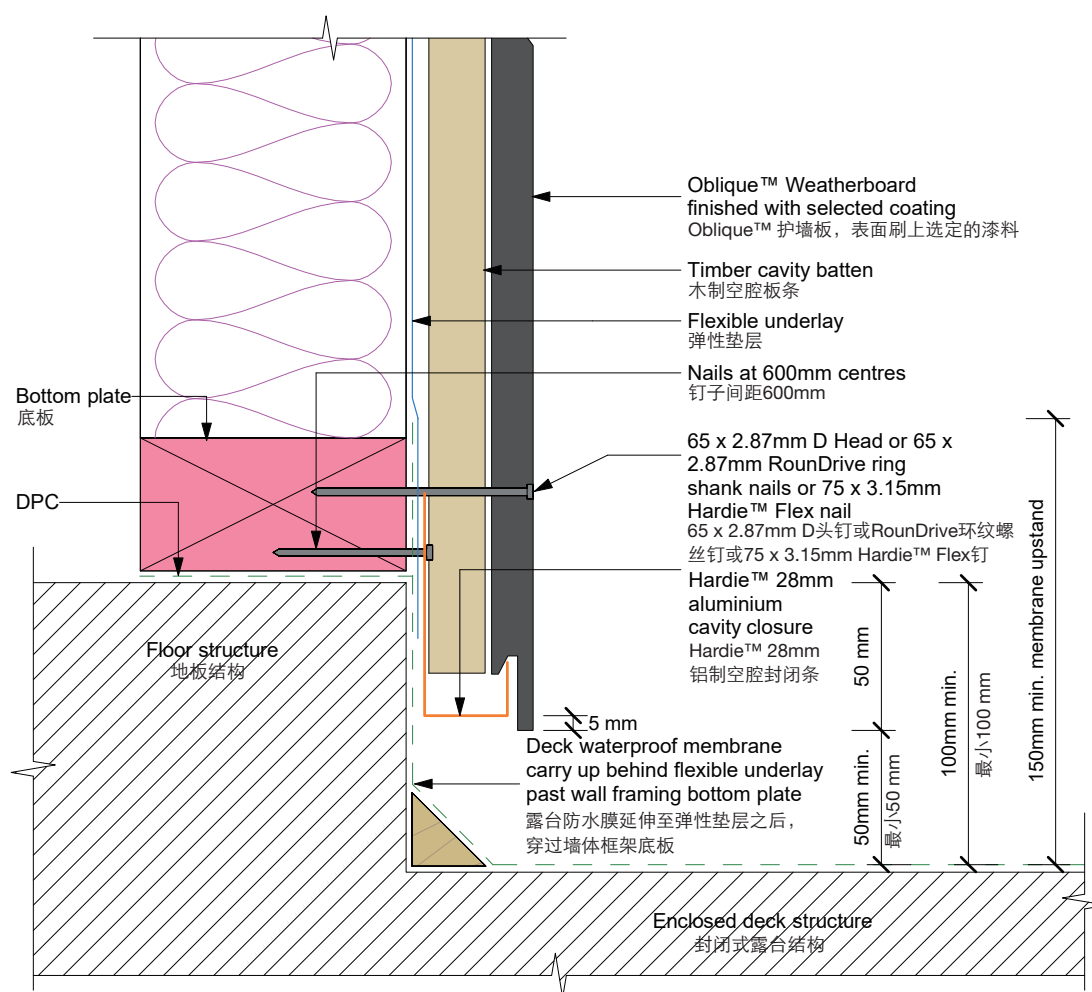 Oblique™ Weatherboard
finished with selected coating
Oblique™ 护墙板，表面刷上选定的漆料
Timber cavity batten
木制空腔板条
Flexible underlay
弹性垫层
Nails at 600mm centres
钉子间距600mm
Bottom plate
底板
65 x 2.87mm D Head or 65 x
2.87mm RounDrive ring
shank nails or 75 x 3.15mm
Hardie™ Flex nail
65 x 2.87mm D头钉或RounDrive环纹螺
丝钉或75 x 3.15mm Hardie™ Flex钉
DPC
Hardie™ 28mm
aluminium
cavity closure
Hardie™ 28mm
铝制空腔封闭条
Floor structure
地板结构
50 mm
100mm min.
最小100 mm
150mm min. membrane upstand
5 mm
Deck waterproof membrane
carry up behind flexible underlay
past wall framing bottom plate
露台防水膜延伸至弹性垫层之后，
穿过墙体框架底板
50mm min.
最小50 mm
Enclosed deck structure
封闭式露台结构